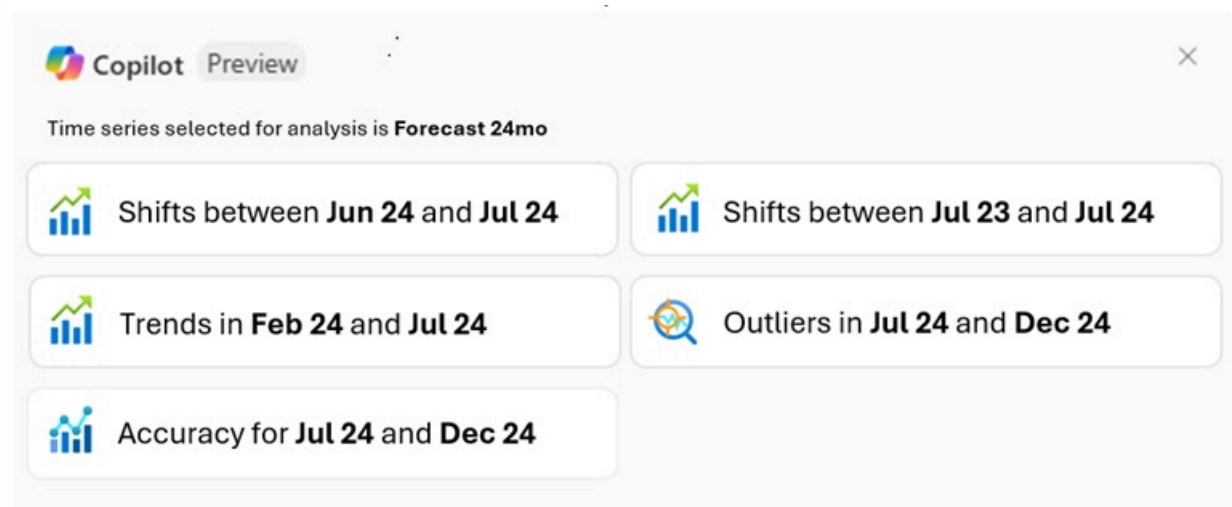 Copilot Preview
Time series selected for analysis is Forecast 24mo
Shifts between Jun 24 and Jul 24
Shifts between Jul 23 and Jul 24
Trends in Feb 24 and Jul 24
Outliers in Jul 24 and Dec 24
Accuracy for Jul 24 and Dec 24